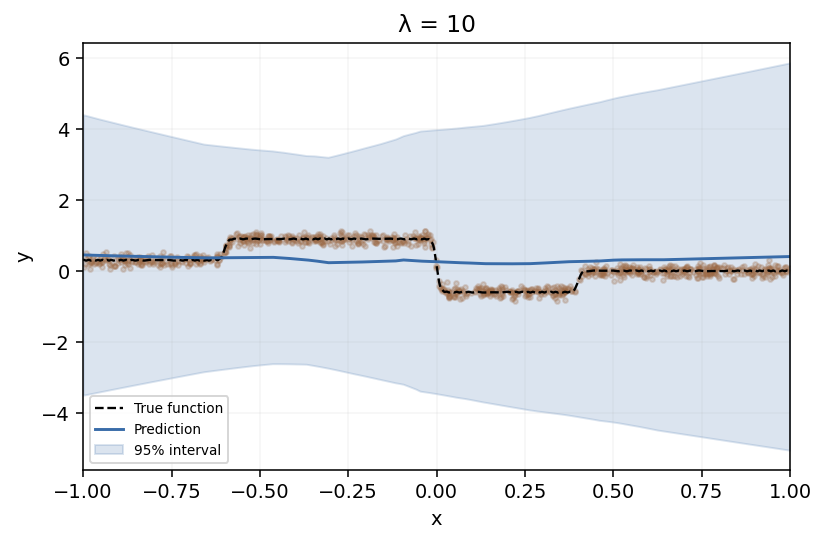 λ = 10
y
6
4
2
0
−2
−4
True function
Prediction
95% interval
−1.00 −0.75 −0.50 −0.25 0.00 0.25 0.50 0.75 1.00
x